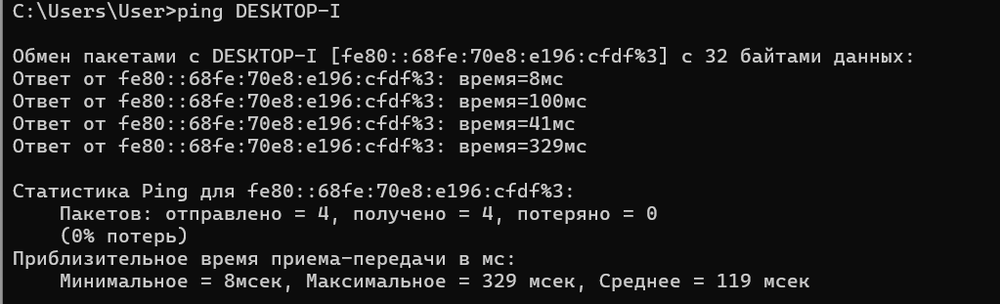 C:\Users\User>ping DESKTOP-I
Обмен пакетами с DESKTOP-I [fe80::68fe:70e8:e196:cfdf%3] с 32 байтами данных:
Ответ от fe80::68fe:70e8:e196:cfdf%3: время=8мс
Ответ от fe80::68fe:70e8:e196:cfdf%3: время=100мс
Ответ от fe80::68fe:70e8:e196:cfdf%3: время=41мс
Ответ от fe80::68fe:70e8:e196:cfdf%3: время=329мс
Статистика Ping для fe80::68fe:70e8:e196:cfdf%3:
    Пакетов: отправлено = 4, получено = 4, потеряно = 0
    (0% потерь)
Приблизительное время приема-передачи в мс:
    Минимальное = 8мсек, Максимальное = 329 мсек, Среднее = 119 мсек